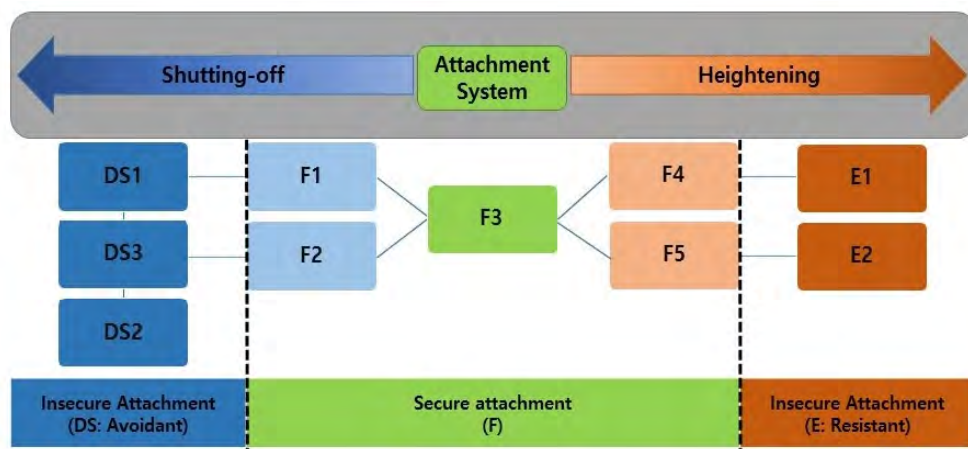 Shutting-off
Attachment
System
Heightening
DS1
F1
F4
E1
F3
DS3
F2
F5
E2
DS2
Insecure Attachment
(DS: Avoidant)
Secure attachment
(F)
Insecure Attachment
(E: Resistant)